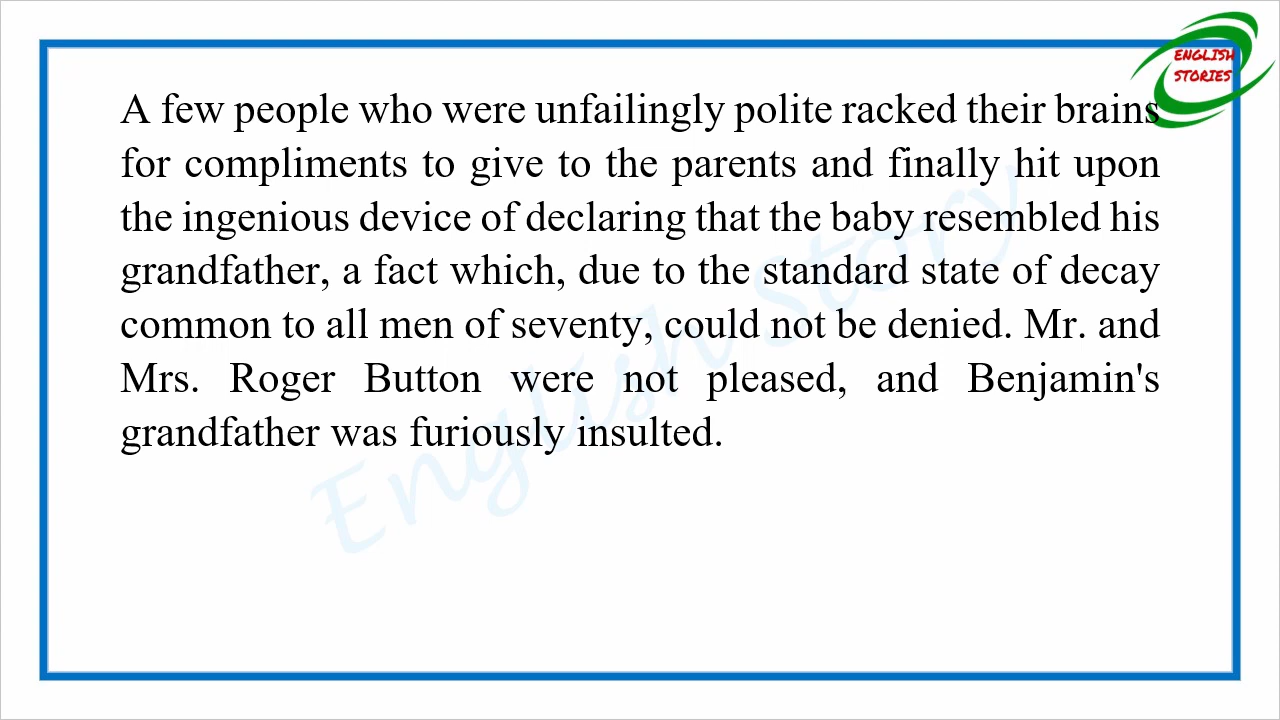 ENGLISH
STORIES
A few people who were unfailingly polite racked their brains
for compliments to give to the parents and finally hit upon
the ingenious device of declaring that the baby resembled his
grandfather, a fact which, due to the standard state of decay
common to all men of seventy, could not be denied. Mr. and
Mrs. Roger Button were not pleased, and Benjamin's
grandfather was furiously insulted.
English Story